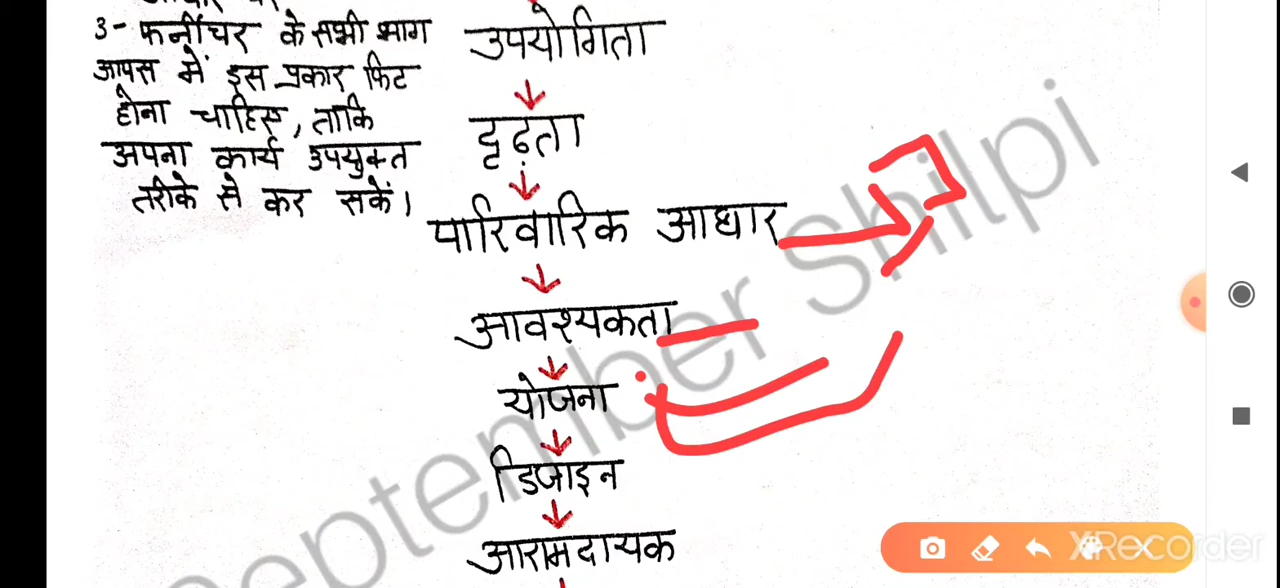 3- फर्नीचर के सभी भाग
आपस में इस प्रकार फिट
होना चाहिए, ताकि
अपना कार्य उपयुक्त
तरीके से कर सकें।
उपयोगिता
दृढ़ता
पारिवारिक आधार
आवश्यकता
योजना
डिजाइन
आरामदायक
September Shilpi
XRecorder